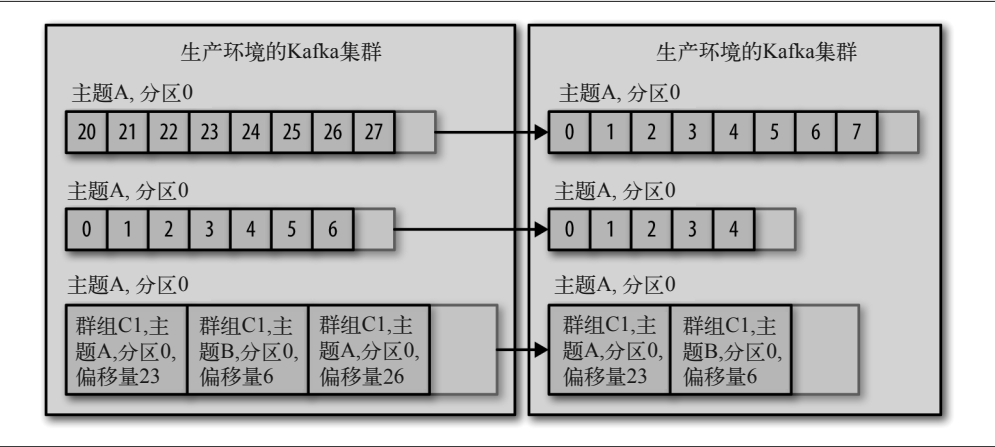 生产环境的Kafka集群
主题A, 分区0
20 21 22 23 24 25 26 27
主题A, 分区0
0 1 2 3 4 5 6
主题A, 分区0
群组C1,主
题A,分区0,
偏移量23
群组C1,主
题B,分区0,
偏移量6
群组C1,主
题A,分区0,
偏移量26
生产环境的Kafka集群
主题A, 分区0
0 1 2 3 4 5 6 7
主题A, 分区0
0 1 2 3 4
主题A, 分区0
群组C1,主
题A,分区0,
偏移量23
群组C1,主
题B,分区0,
偏移量6